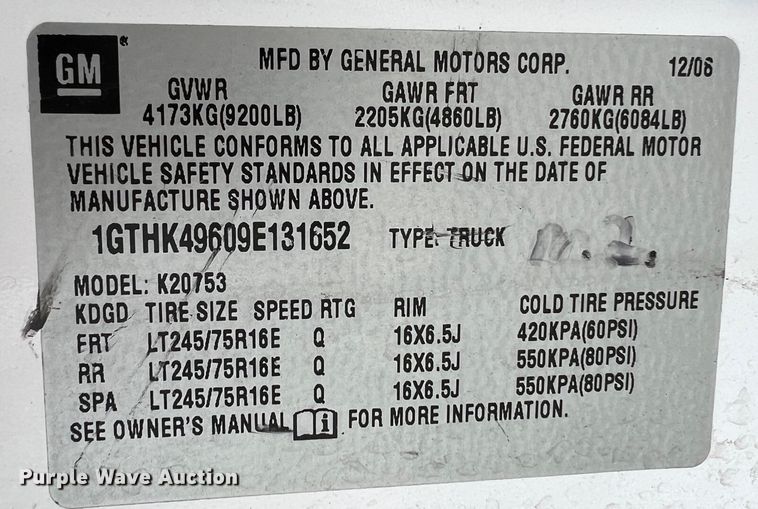 GM
MFD BY GENERAL MOTORS CORP. 12/08
GVWR GAWR FRT GAWR RR
4173KG(9200LB) 2205KG(4860LB) 2760KG(6084LB)
THIS VEHICLE CONFORMS TO ALL APPLICABLE U.S. FEDERAL MOTOR
VEHICLE SAFETY STANDARDS IN EFFECT ON THE DATE OF
MANUFACTURE SHOWN ABOVE.
1GTHK49609E131652 TYPE: TRUCK
MODEL: K20753
KDGD TIRE SIZE SPEED RTG RIM COLD TIRE PRESSURE
FRT LT245/75R16E Q 16X6.5J 420KPA(60PSI)
RR LT245/75R16E Q 16X6.5J 550KPA(80PSI)
SPA LT245/75R16E Q 16X6.5J 550KPA(80PSI)
SEE OWNER'S MANUAL i FOR MORE INFORMATION.
Purple Wave Auction